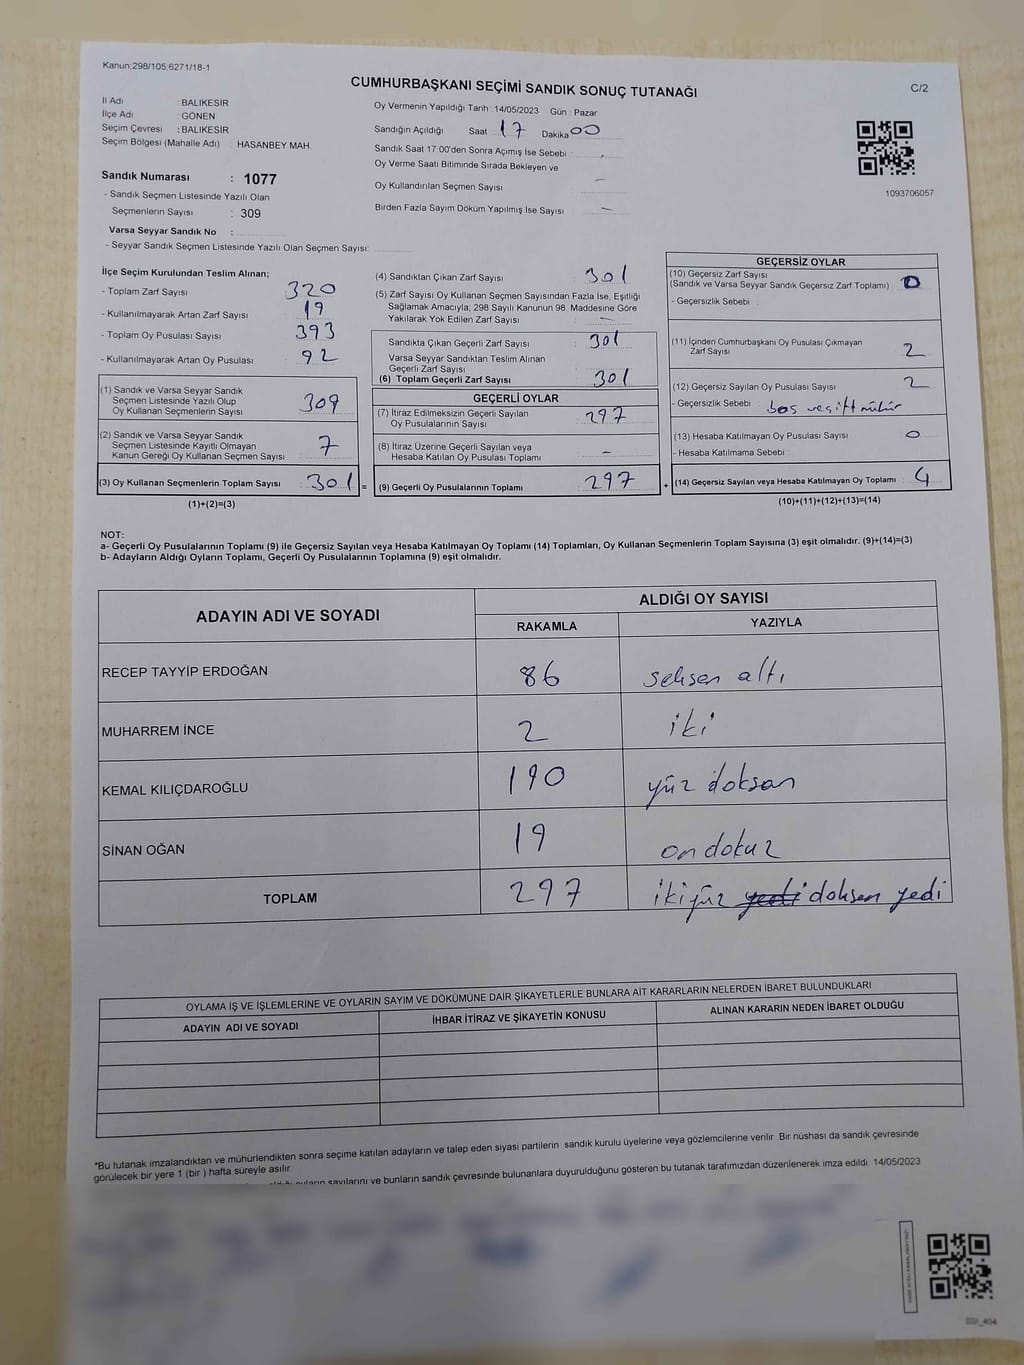 Kanun:298/105;6271/18-1
CUMHURBAŞKANI SEÇİMİ SANDIK SONUÇ TUTANAĞI
C/2
İl Adı : BALIKESİR
İlçe Adı : GÖNEN
Seçim Çevresi : BALIKESİR
Seçim Bölgesi (Mahalle Adı) : HASANBEY MAH.
Sandık Numarası : 1077
- Sandık Seçmen Listesinde Yazılı Olan
Seçmenlerin Sayısı : 309
Varsa Seyyar Sandık No :
- Seyyar Sandık Seçmen Listesinde Yazılı Olan Seçmen Sayısı:
Oy Vermenin Yapıldığı Tarih : 14/05/2023 Gün : Pazar
Sandığın Açıldığı Saat 17 Dakika 00
Sandık Saat 17:00'den Sonra Açımış İse Sebebi :
Oy Verme Saati Bitiminde Sırada Bekleyen ve
Oy Kullandırılan Seçmen Sayısı : —
Birden Fazla Sayım Döküm Yapılmış İse Sayısı : —
1093706057
İlçe Seçim Kurulundan Teslim Alınan;
- Toplam Zarf Sayısı : 320
- Kullanılmayarak Artan Zarf Sayısı : 19
- Toplam Oy Pusulası Sayısı : 393
- Kullanılmayarak Artan Oy Pusulası : 92
(1) Sandık ve Varsa Seyyar Sandık
Seçmen Listesinde Yazılı Olup
Oy Kullanan Seçmenlerin Sayısı : 309
(2) Sandık ve Varsa Seyyar Sandık
Seçmen Listesinde Kayıtlı Olmayan
Kanun Gereği Oy Kullanan Seçmen Sayısı : 7
(3) Oy Kullanan Seçmenlerin Toplam Sayısı : 301 =
(1)+(2)=(3)
(4) Sandıktan Çıkan Zarf Sayısı : 301
(5) Zarf Sayısı Oy Kullanan Seçmen Sayısından Fazla İse, Eşitliği
Sağlamak Amacıyla; 298 Sayılı Kanunun 98. Maddesine Göre
Yakılarak Yok Edilen Zarf Sayısı : —
Sandıkta Çıkan Geçerli Zarf Sayısı : 301
Varsa Seyyar Sandıktan Teslim Alınan
Geçerli Zarf Sayısı :
(6) Toplam Geçerli Zarf Sayısı : 301
GEÇERLİ OYLAR
(7) İtiraz Edilmeksizin Geçerli Sayılan
Oy Pusulalarının Sayısı : 297
(8) İtiraz Üzerine Geçerli Sayılan veya
Hesaba Katılan Oy Pusulası Toplamı : —
(9) Geçerli Oy Pusulalarının Toplamı : 297 +
GEÇERSİZ OYLAR
(10) Geçersiz Zarf Sayısı
(Sandık ve Varsa Seyyar Sandık Geçersiz Zarf Toplamı) : 0
- Geçersizlik Sebebi :
(11) İçinden Cumhurbaşkanı Oy Pusulası Çıkmayan
Zarf Sayısı : 2
(12) Geçersiz Sayılan Oy Pusulası Sayısı : 2
- Geçersizlik Sebebi : boş ve çift mühür
(13) Hesaba Katılmayan Oy Pusulası Sayısı : 0
- Hesaba Katılmama Sebebi :
(14) Geçersiz Sayılan veya Hesaba Katılmayan Oy Toplamı : 4
(10)+(11)+(12)+(13)=(14)
NOT:
a- Geçerli Oy Pusulalarının Toplamı (9) ile Geçersiz Sayılan veya Hesaba Katılmayan Oy Toplamı (14) Toplamları, Oy Kullanan Seçmenlerin Toplam Sayısına (3) eşit olmalıdır. (9)+(14)=(3)
b- Adayların Aldığı Oyların Toplamı, Geçerli Oy Pusulalarının Toplamına (9) eşit olmalıdır.
ADAYIN ADI VE SOYADI ALDIĞI OY SAYISI
RAKAMLA YAZIYLA
RECEP TAYYİP ERDOĞAN 86 seksen altı
MUHARREM İNCE 2 iki
KEMAL KILIÇDAROĞLU 190 yüz doksan
SİNAN OĞAN 19 on dokuz
TOPLAM 297 ikiyüz yedi doksan yedi
OYLAMA İŞ VE İŞLEMLERİNE VE OYLARIN SAYIM VE DÖKÜMÜNE DAİR ŞİKAYETLERLE BUNLARA AİT KARARLARIN NELERDEN İBARET BULUNDUKLARI
ADAYIN ADI VE SOYADI İHBAR İTİRAZ VE ŞİKAYETİN KONUSU ALINAN KARARIN NEDEN İBARET OLDUĞU
*Bu tutanak imzalandıktan ve mühürlendikten sonra seçime katılan adayların ve talep eden siyasi partilerin sandık kurulu üyelerine veya gözlemcilerine verilir. Bir nüshası da sandık çevresinde
görülecek bir yere 1 (bir ) hafta süreyle asılır.
oyların sayılarını ve bunların sandık çevresinde bulunanlara duyurulduğunu gösteren bu tutanak tarafımızdan düzenlenerek imza edildi. 14/05/2023
SSI_404